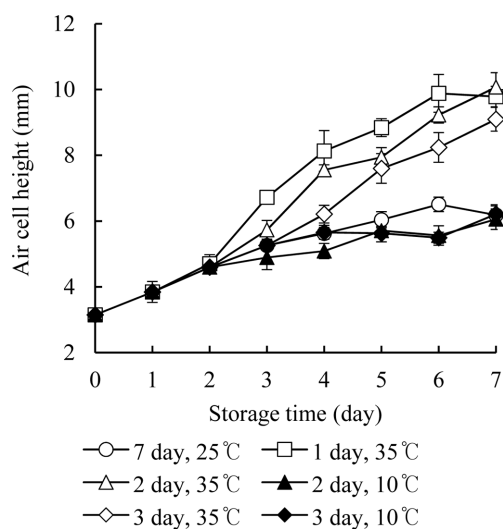 12
10
8
6
4
2
Air cell height (mm)
0 1 2 3 4 5 6 7
Storage time (day)
7 day, 25℃ 1 day, 35℃
2 day, 35℃ 2 day, 10℃
3 day, 35℃ 3 day, 10℃